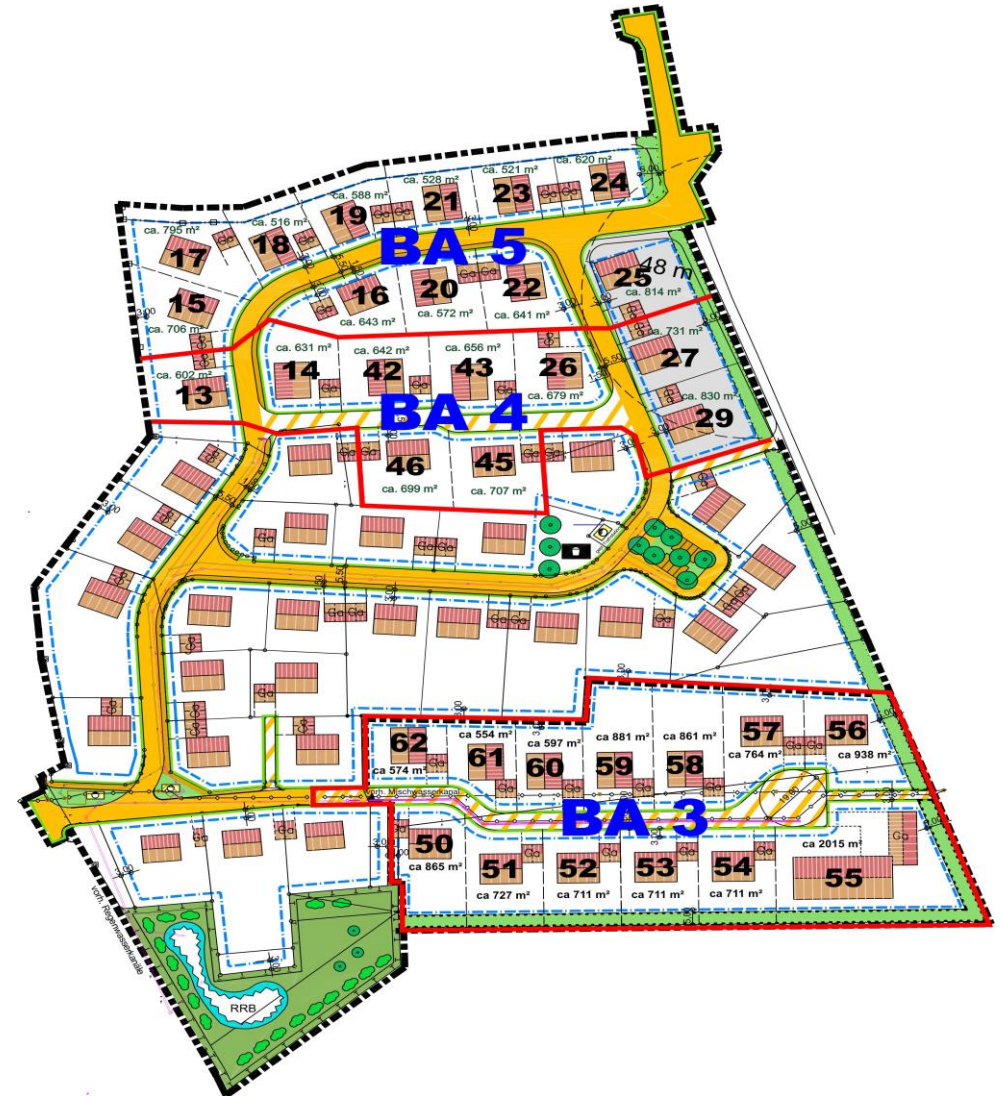 ca. 620 m²
24
ca. 521 m²
23
ca. 528 m²
21
ca. 588 m²
19
ca. 516 m²
18
ca. 795 m²
17
BA 5
15
ca. 706 m²
16
ca. 643 m²
20
ca. 572 m²
22
ca. 641 m²
25
48 m
ca. 814 m²
ca. 731 m²
27
ca. 830 m²
29
ca. 602 m²
13
ca. 631 m²
14
ca. 642 m²
42
ca. 656 m²
43
26
ca. 679 m²
BA 4
46
ca. 699 m²
45
ca. 707 m²
62
ca 574 m²
ca 554 m²
61
ca 597 m²
60
ca 881 m²
59
ca 861 m²
58
57
ca 764 m²
56
ca 938 m²
vorh. Mischwasserkanal
19.60
BA 3
50
ca 865 m²
51
ca 727 m²
52
ca 711 m²
53
ca 711 m²
54
ca 711 m²
ca 2015 m²
55
Ga
vorh. Regenwasserkanäle
RRB